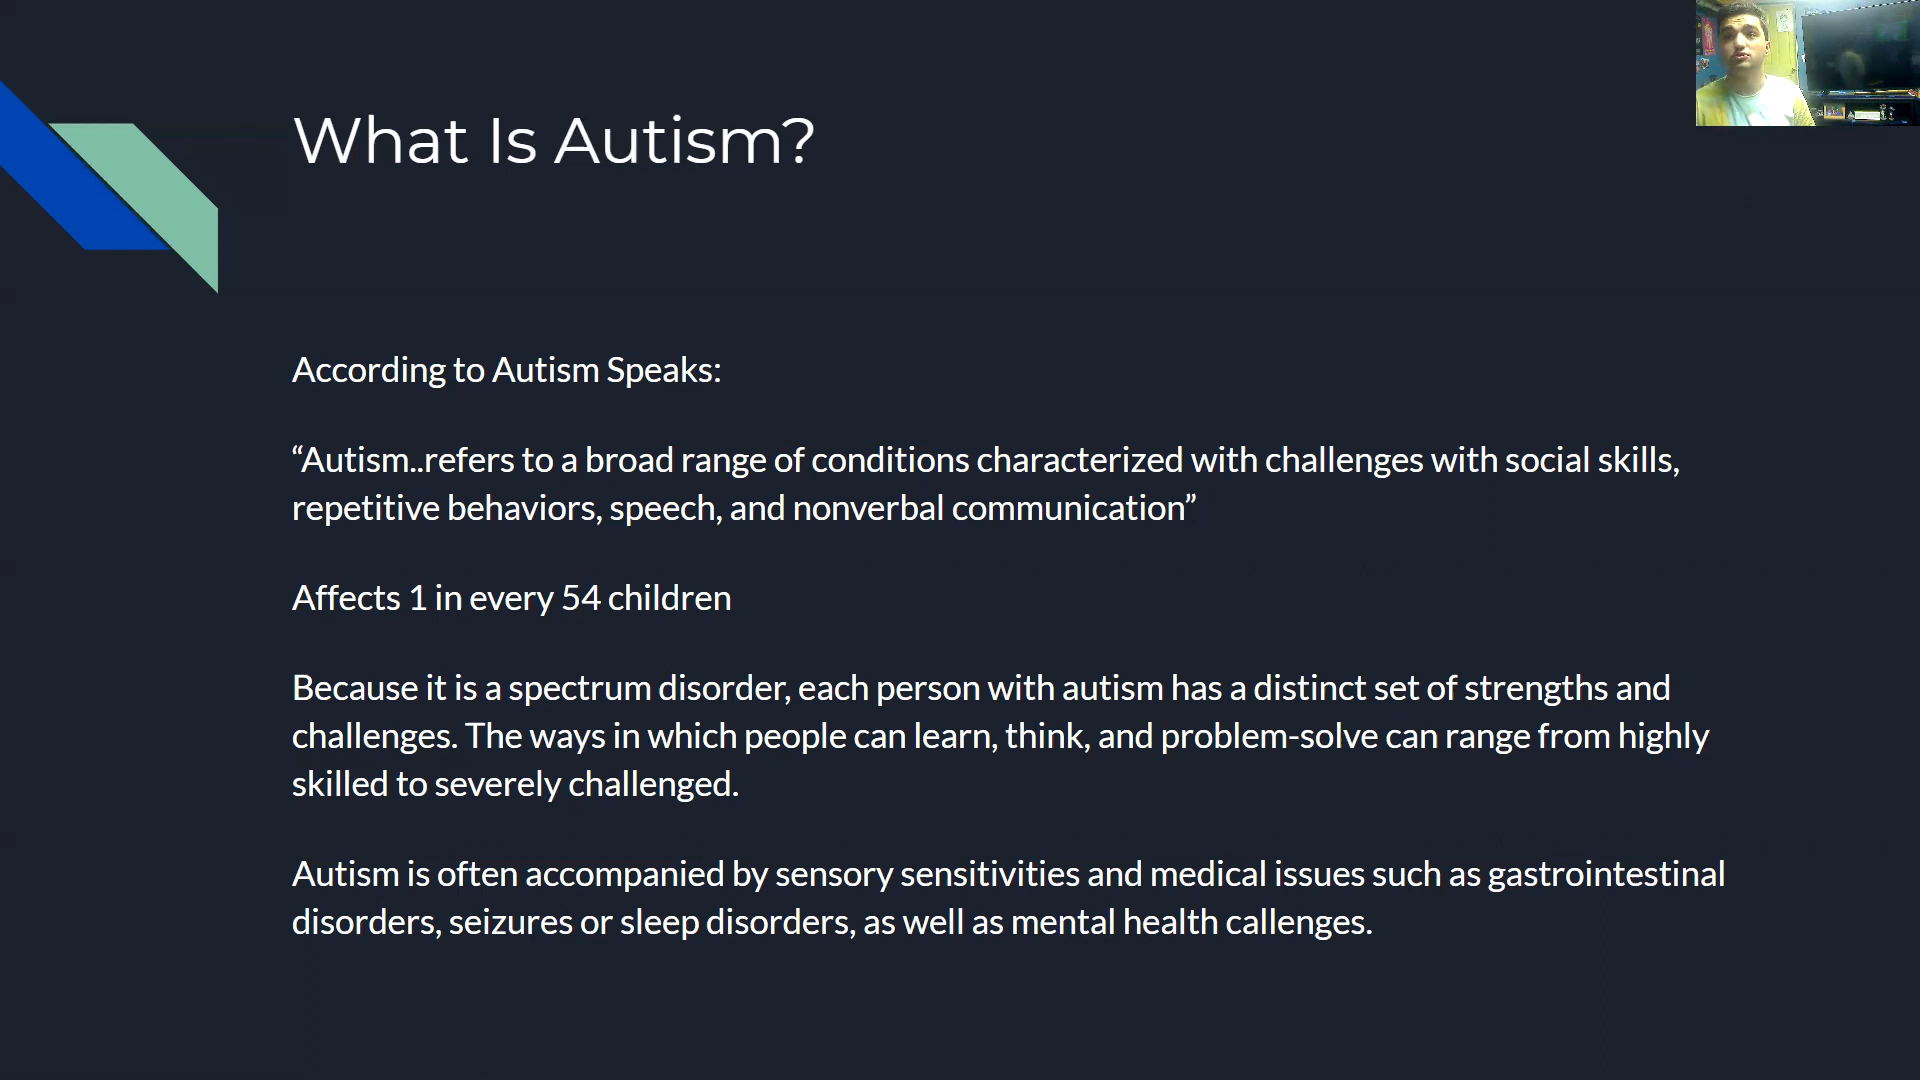 What Is Autism?
According to Autism Speaks:
“Autism..refers to a broad range of conditions characterized with challenges with social skills,
repetitive behaviors, speech, and nonverbal communication”
Affects 1 in every 54 children
Because it is a spectrum disorder, each person with autism has a distinct set of strengths and
challenges. The ways in which people can learn, think, and problem-solve can range from highly
skilled to severely challenged.
Autism is often accompanied by sensory sensitivities and medical issues such as gastrointestinal
disorders, seizures or sleep disorders, as well as mental health callenges.